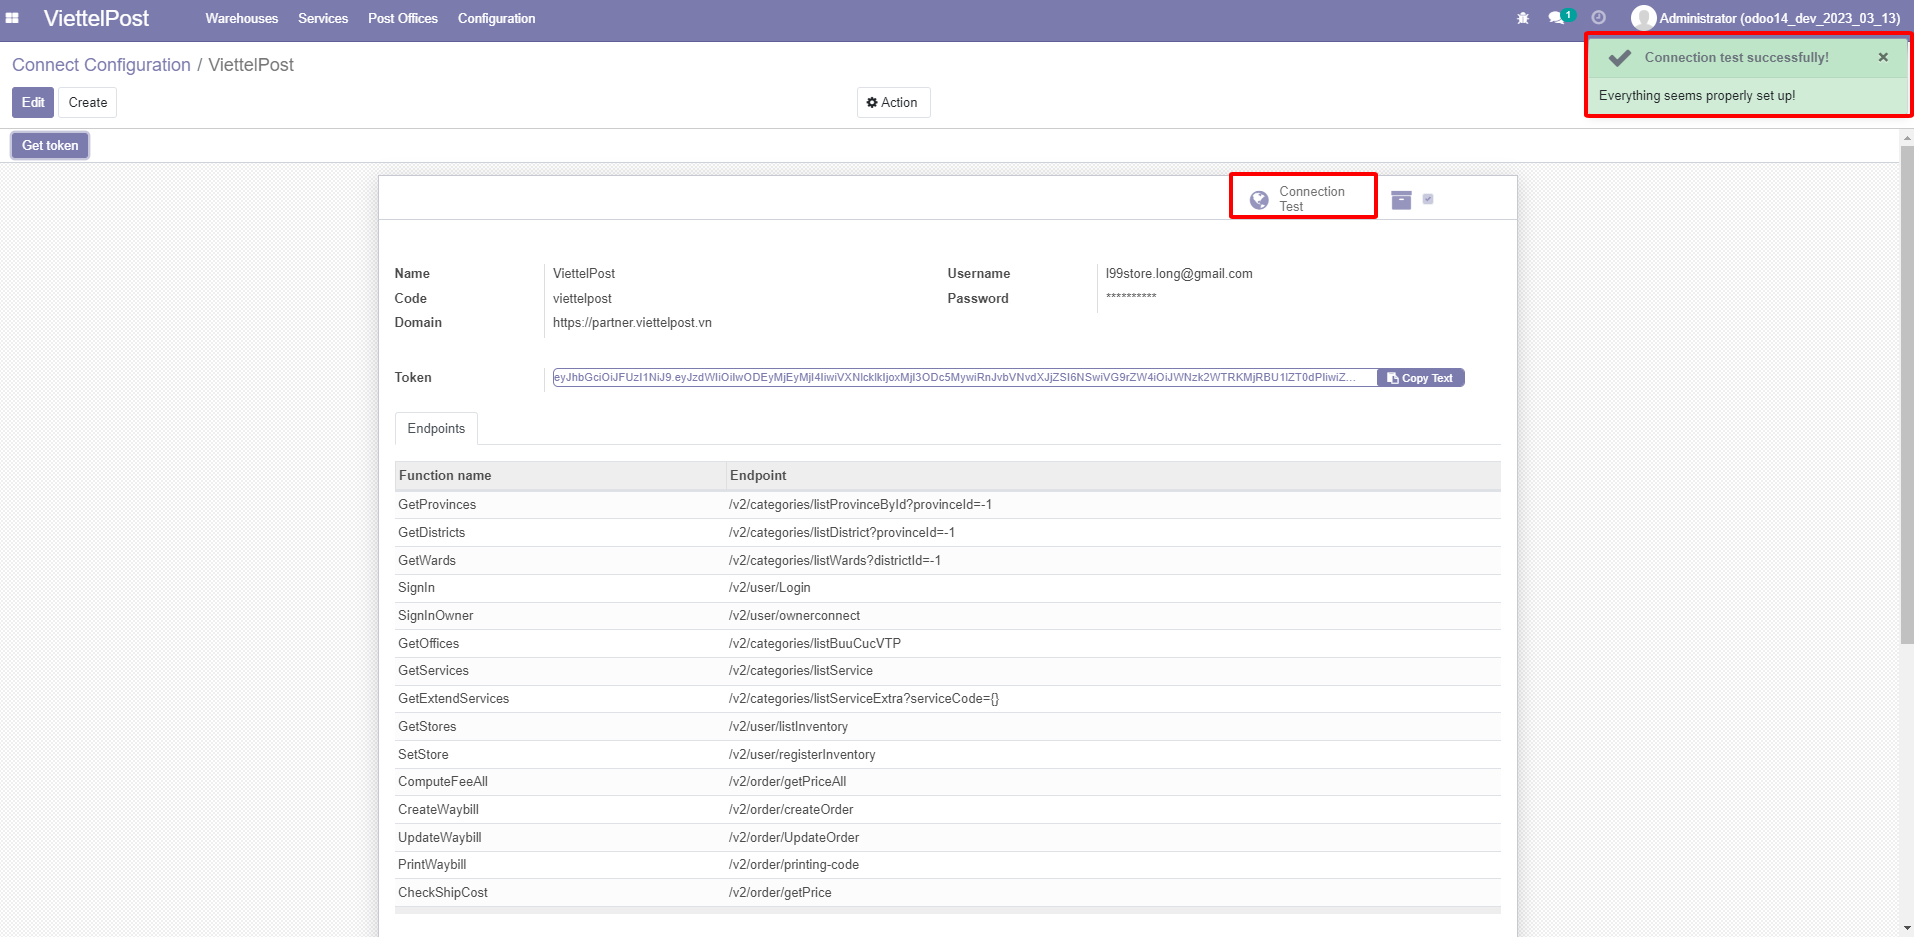 ViettelPost Warehouses Services Post Offices Configuration 1 Administrator (odoo14_dev_2023_03_13)
Connect Configuration / ViettelPost
Connection test successfully! ×
Everything seems properly set up!
Edit Create Action
Get token
Connection
Test
Name ViettelPost
Code viettelpost
Domain https://partner.viettelpost.vn
Username l99store.long@gmail.com
Password **********
Token
Copy Text
Endpoints
Function name Endpoint
GetProvinces /v2/categories/listProvinceById?provinceId=-1
GetDistricts /v2/categories/listDistrict?provinceId=-1
GetWards /v2/categories/listWards?districtId=-1
SignIn /v2/user/Login
SignInOwner /v2/user/ownerconnect
GetOffices /v2/categories/listBuuCucVTP
GetServices /v2/categories/listService
GetExtendServices /v2/categories/listServiceExtra?serviceCode={}
GetStores /v2/user/listInventory
SetStore /v2/user/registerInventory
ComputeFeeAll /v2/order/getPriceAll
CreateWaybill /v2/order/createOrder
UpdateWaybill /v2/order/UpdateOrder
PrintWaybill /v2/order/printing-code
CheckShipCost /v2/order/getPrice